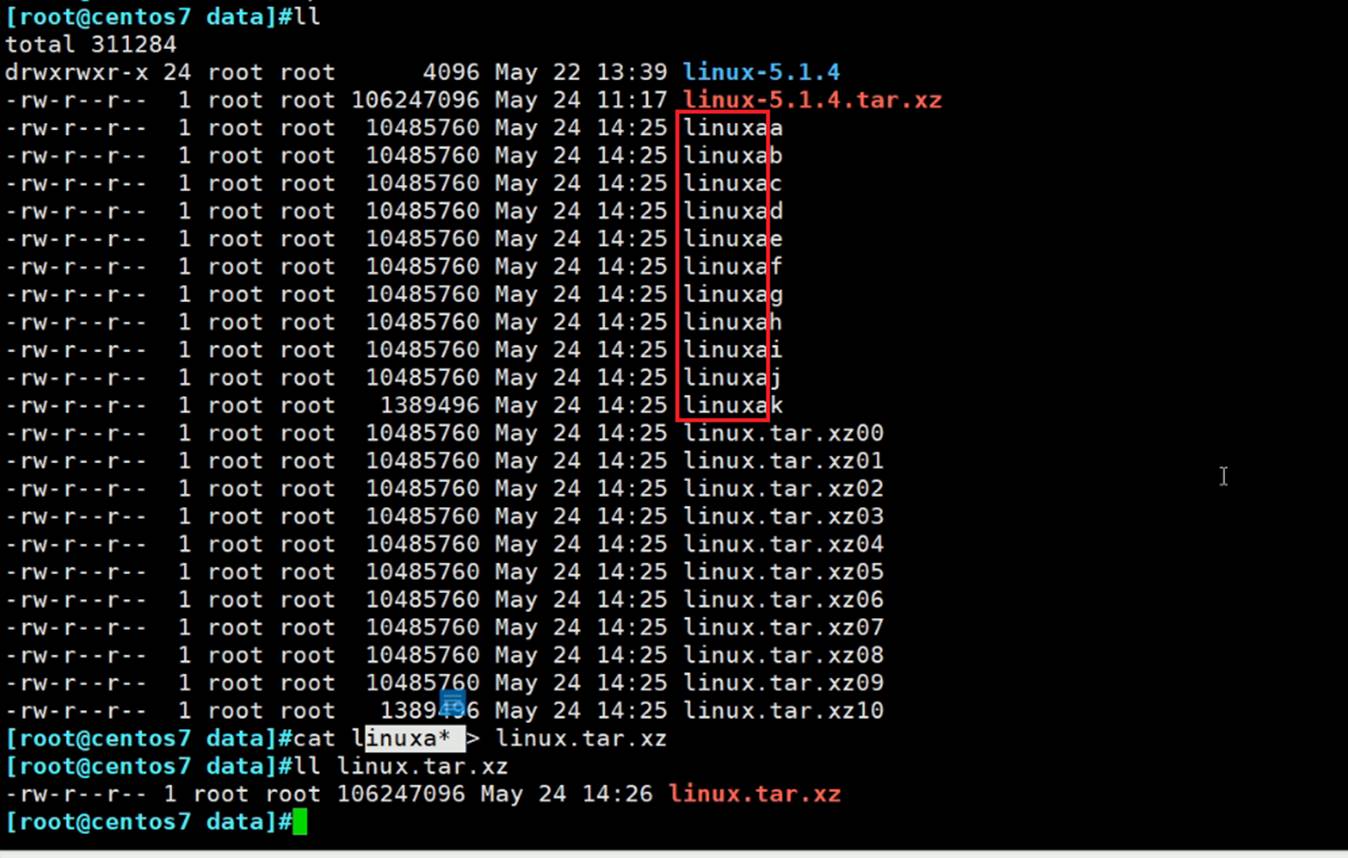 [root@centos7 data]#ll
total 311284
drwxrwxr-x 24 root root      4096 May 22 13:39 linux-5.1.4
-rw-r--r--  1 root root 106247096 May 24 11:17 linux-5.1.4.tar.xz
-rw-r--r--  1 root root  10485760 May 24 14:25 linuxaa
-rw-r--r--  1 root root  10485760 May 24 14:25 linuxab
-rw-r--r--  1 root root  10485760 May 24 14:25 linuxac
-rw-r--r--  1 root root  10485760 May 24 14:25 linuxad
-rw-r--r--  1 root root  10485760 May 24 14:25 linuxae
-rw-r--r--  1 root root  10485760 May 24 14:25 linuxaf
-rw-r--r--  1 root root  10485760 May 24 14:25 linuxag
-rw-r--r--  1 root root  10485760 May 24 14:25 linuxah
-rw-r--r--  1 root root  10485760 May 24 14:25 linuxai
-rw-r--r--  1 root root  10485760 May 24 14:25 linuxaj
-rw-r--r--  1 root root   1389496 May 24 14:25 linuxak
-rw-r--r--  1 root root  10485760 May 24 14:25 linux.tar.xz00
-rw-r--r--  1 root root  10485760 May 24 14:25 linux.tar.xz01
-rw-r--r--  1 root root  10485760 May 24 14:25 linux.tar.xz02
-rw-r--r--  1 root root  10485760 May 24 14:25 linux.tar.xz03
-rw-r--r--  1 root root  10485760 May 24 14:25 linux.tar.xz04
-rw-r--r--  1 root root  10485760 May 24 14:25 linux.tar.xz05
-rw-r--r--  1 root root  10485760 May 24 14:25 linux.tar.xz06
-rw-r--r--  1 root root  10485760 May 24 14:25 linux.tar.xz07
-rw-r--r--  1 root root  10485760 May 24 14:25 linux.tar.xz08
-rw-r--r--  1 root root  10485760 May 24 14:25 linux.tar.xz09
-rw-r--r--  1 root root   1389496 May 24 14:25 linux.tar.xz10
[root@centos7 data]#cat linuxa* > linux.tar.xz
[root@centos7 data]#ll linux.tar.xz
-rw-r--r-- 1 root root 106247096 May 24 14:26 linux.tar.xz
[root@centos7 data]#